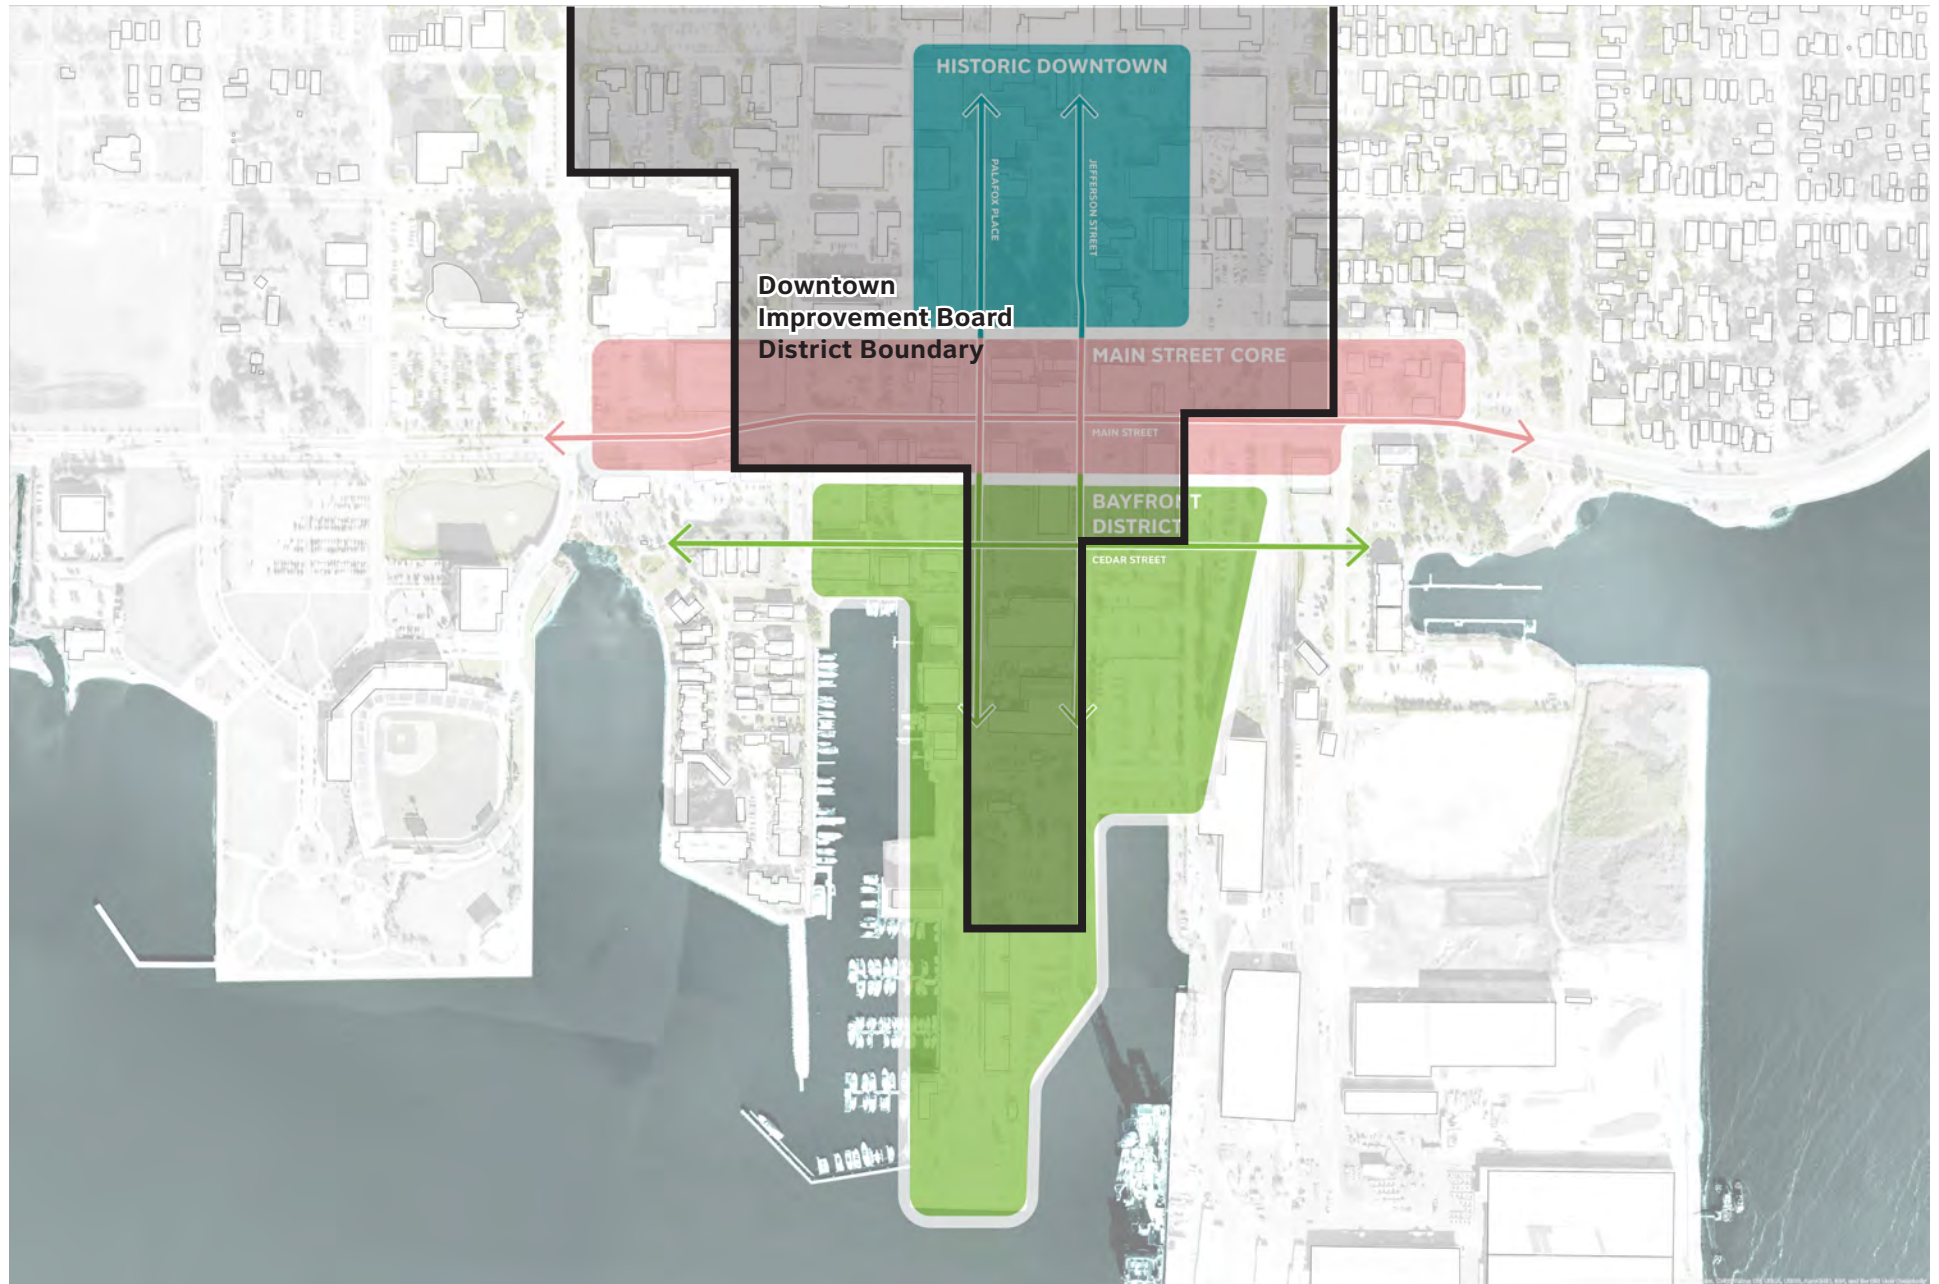 HISTORIC DOWNTOWN
PALAFOX PLACE
JEFFERSON STREET
Downtown
Improvement Board
District Boundary
MAIN STREET CORE
MAIN STREET
BAYFRONT
DISTRICT
CEDAR STREET